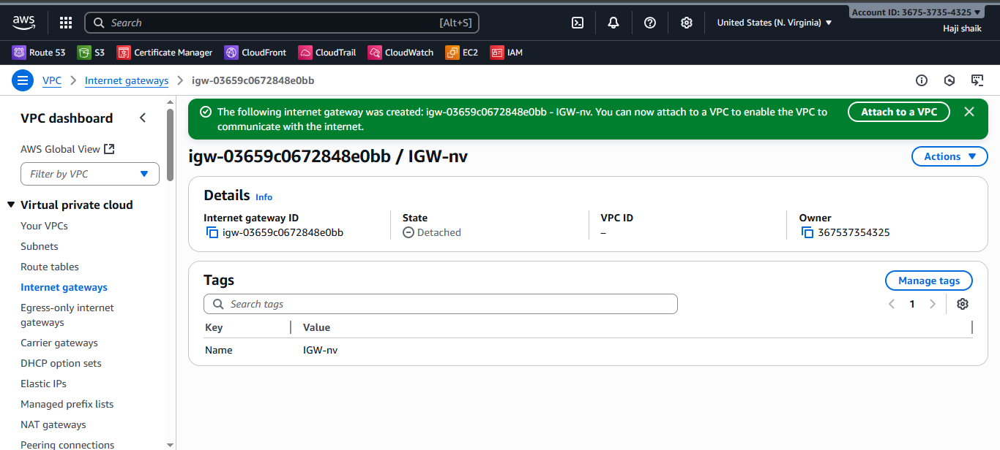 aws
Search [Alt+S]
United States (N. Virginia)
Account ID: 3675-3735-4325
Haji shaik
Route 53 S3 Certificate Manager CloudFront CloudTrail CloudWatch EC2 IAM
VPC > Internet gateways > igw-03659c0672848e0bb
VPC dashboard
AWS Global View
Filter by VPC
Virtual private cloud
Your VPCs
Subnets
Route tables
Internet gateways
Egress-only internet
gateways
Carrier gateways
DHCP option sets
Elastic IPs
Managed prefix lists
NAT gateways
Peering connections
The following internet gateway was created: igw-03659c0672848e0bb - IGW-nv. You can now attach to a VPC to enable the VPC to
communicate with the internet.
Attach to a VPC
igw-03659c0672848e0bb / IGW-nv
Actions
Details Info
Internet gateway ID
igw-03659c0672848e0bb
State
Detached
VPC ID
–
Owner
367537354325
Tags
Manage tags
Search tags
1
Key Value
Name IGW-nv